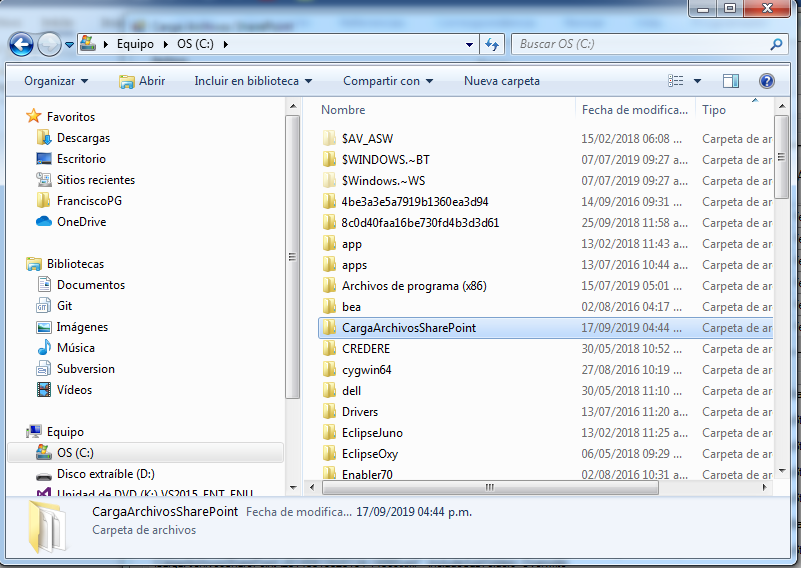 Equipo OS (C:)
Buscar OS (C:)
Organizar Abrir Incluir en biblioteca Compartir con Nueva carpeta
Favoritos
Descargas
Escritorio
Sitios recientes
FranciscoPG
OneDrive
Bibliotecas
Documentos
Git
Imágenes
Música
Subversion
Vídeos
Equipo
OS (C:)
Disco extraíble (D:)
Unidad de DVD (K:) VS2015_ENT_ENU
Nombre Fecha de modifica... Tipo
$AV_ASW 15/02/2018 06:08 ... Carpeta de ar
$WINDOWS.~BT 07/07/2019 09:27 a... Carpeta de ar
$Windows.~WS 07/07/2019 09:27 a... Carpeta de ar
4be3a3e5a7919b1360ea3d94 14/09/2016 09:31 ... Carpeta de ar
8c0d40faa16be730fd4b3d3d61 25/09/2018 11:58 a... Carpeta de ar
app 13/02/2018 11:43 a... Carpeta de ar
apps 13/07/2016 10:44 a... Carpeta de ar
Archivos de programa (x86) 15/07/2019 05:01 ... Carpeta de ar
bea 02/08/2016 04:17 ... Carpeta de ar
CargaArchivosSharePoint 17/09/2019 04:44 ... Carpeta de ar
CREDERE 30/05/2018 10:52 ... Carpeta de ar
cygwin64 27/08/2016 10:19 ... Carpeta de ar
dell 30/05/2018 11:10 ... Carpeta de ar
Drivers 13/07/2016 11:20 a... Carpeta de ar
EclipseJuno 13/02/2018 11:25 a... Carpeta de ar
EclipseOxy 06/05/2018 09:29 ... Carpeta de ar
Enabler70 02/08/2016 10:31 a... Carpeta de ar
CargaArchivosSharePoint Fecha de modifica... 17/09/2019 04:44 p.m.
Carpeta de archivos